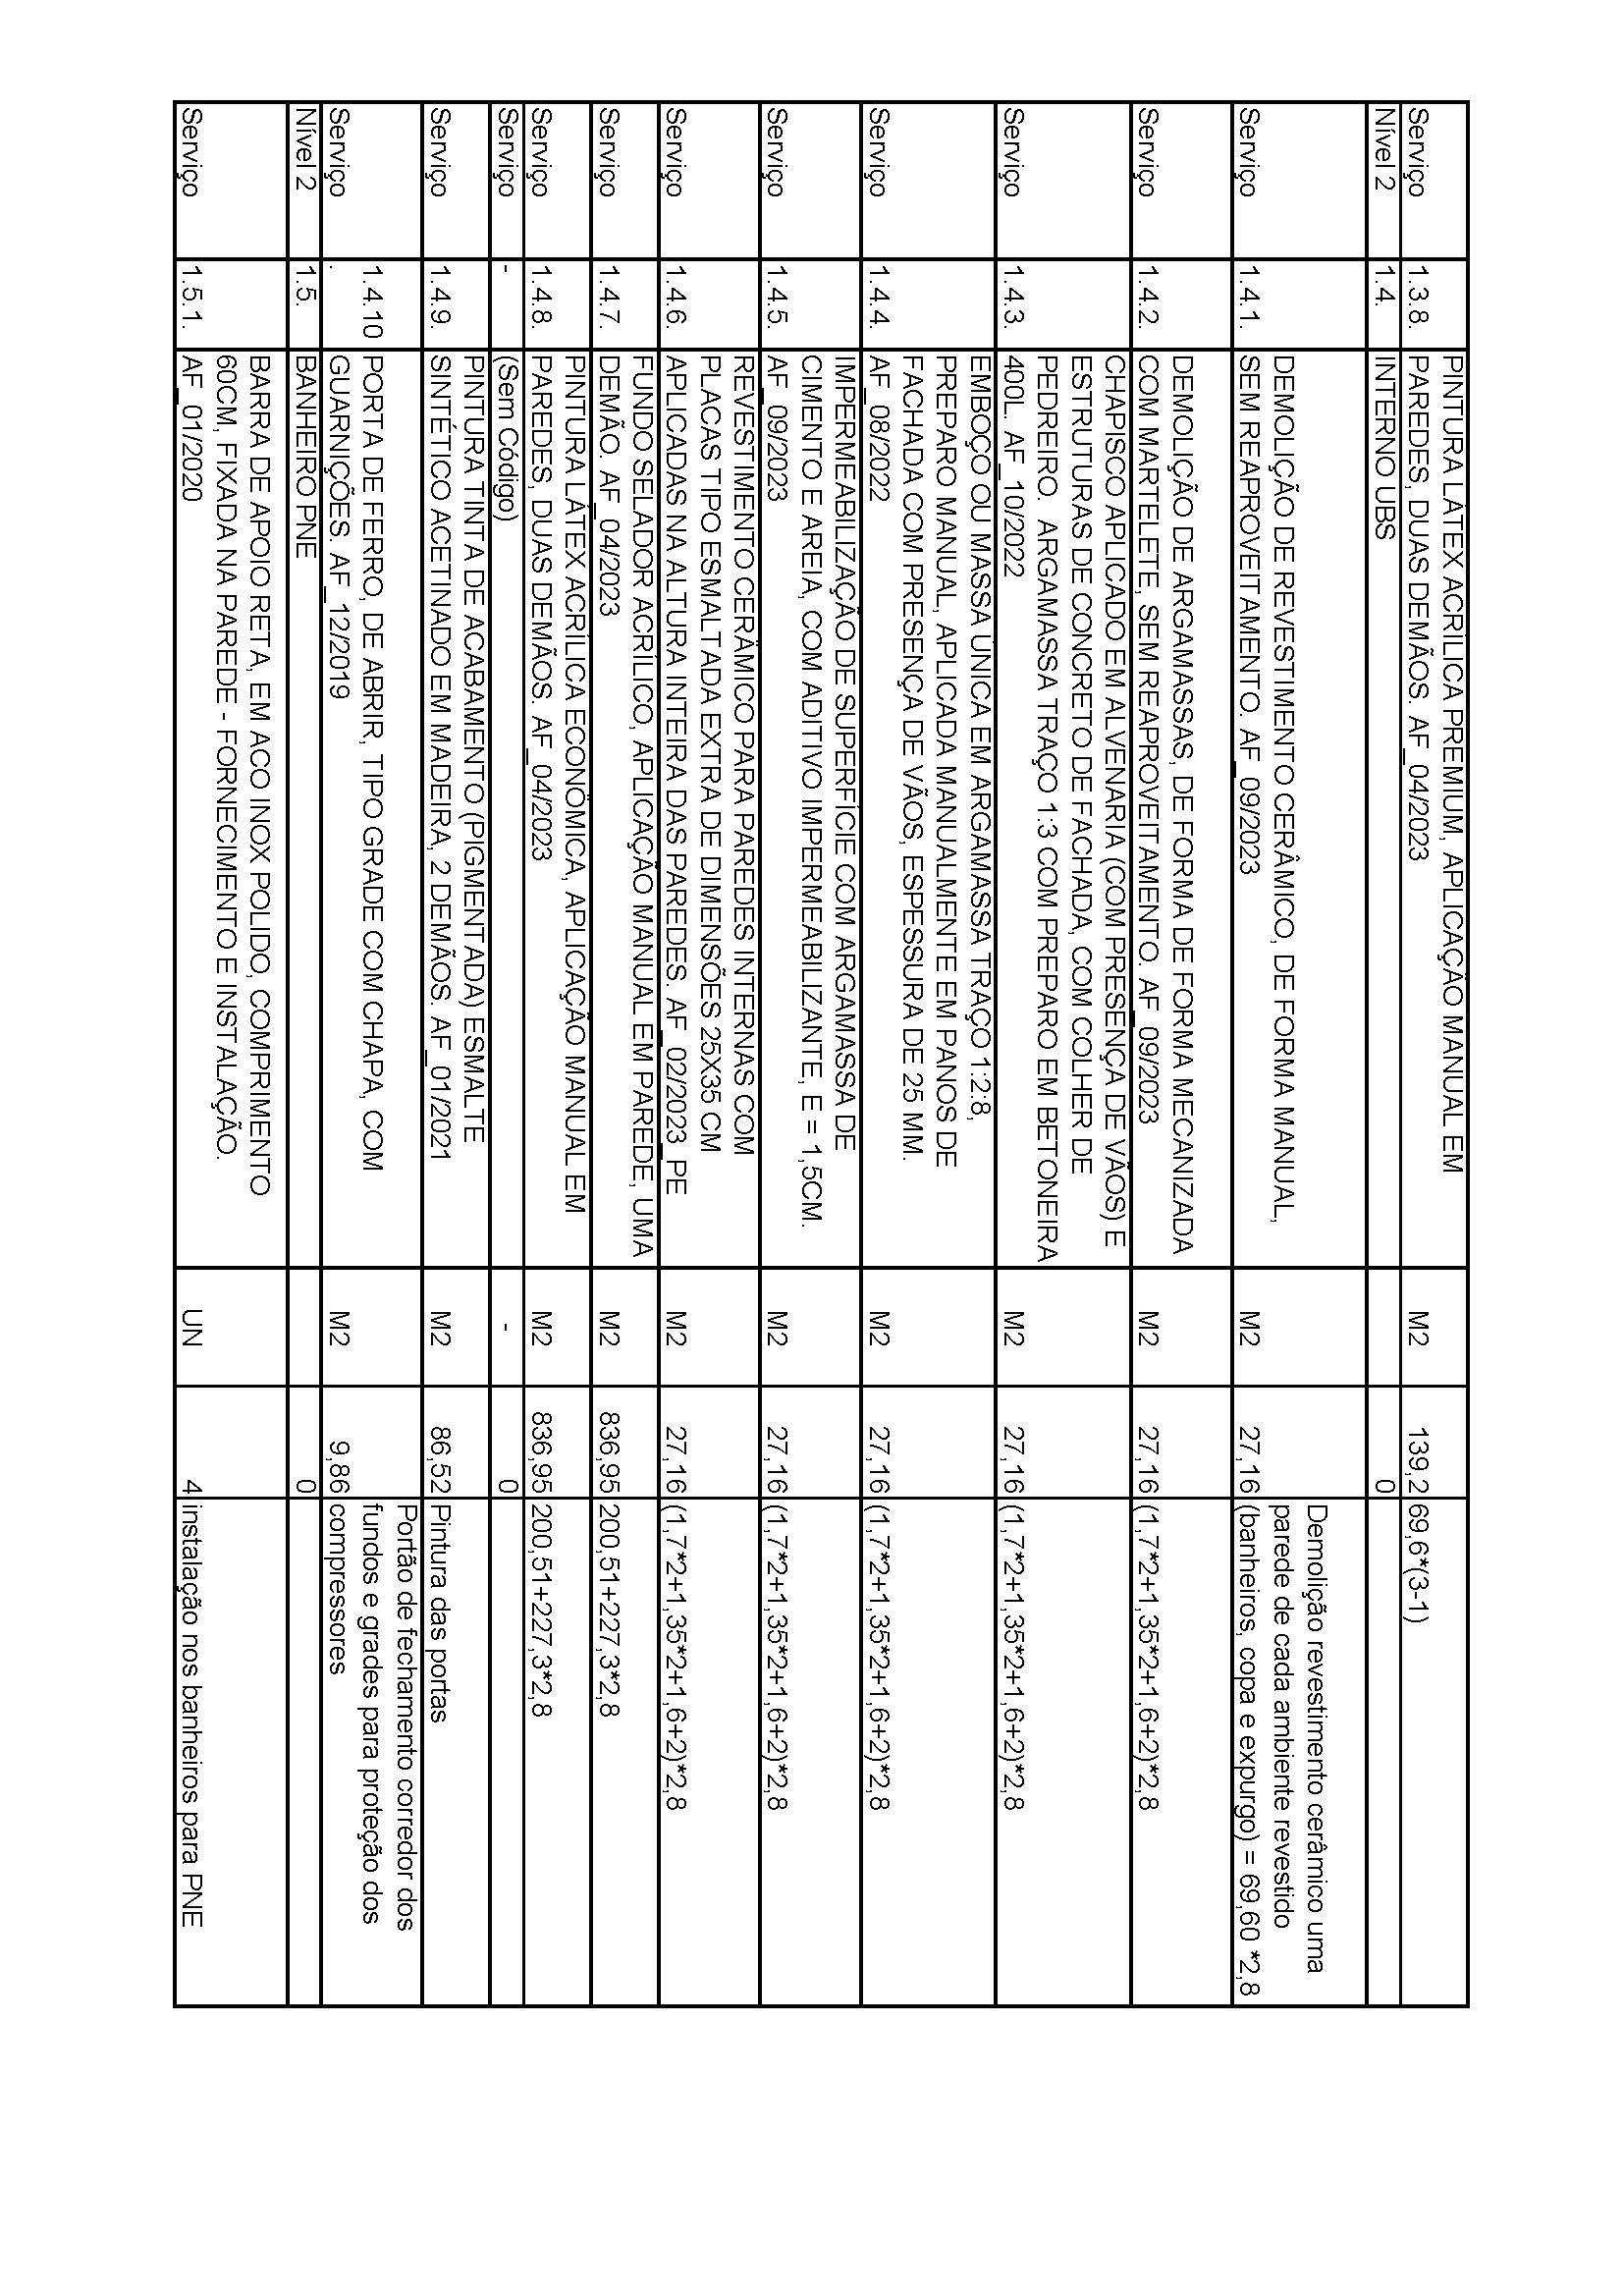 Serviço 1.3.8. PINTURA LÁTEX ACRÍLICA PREMIUM, APLICAÇÃO MANUAL EM
PAREDES, DUAS DEMÃOS. AF_04/2023 M2 139,2 69,6*(3-1)
Nível 2 1.4. INTERNO UBS 0
Serviço 1.4.1. DEMOLIÇÃO DE REVESTIMENTO CERÂMICO, DE FORMA MANUAL,
SEM REAPROVEITAMENTO. AF_09/2023 M2 27,16
Demolição revestimento cerâmico uma
parede de cada ambiente revestido
(banheiros, copa e expurgo) = 69,60 *2,8
Serviço 1.4.2. DEMOLIÇÃO DE ARGAMASSAS, DE FORMA DE FORMA MECANIZADA
COM MARTELETE, SEM REAPROVEITAMENTO. AF_09/2023 M2 27,16 (1,7*2+1,35*2+1,6+2)*2,8
Serviço 1.4.3. CHAPISCO APLICADO EM ALVENARIA (COM PRESENÇA DE VÃOS) E
ESTRUTURAS DE CONCRETO DE FACHADA, COM COLHER DE
PEDREIRO.  ARGAMASSA TRAÇO 1:3 COM PREPARO EM BETONEIRA
400L. AF_10/2022 M2 27,16 (1,7*2+1,35*2+1,6+2)*2,8
Serviço 1.4.4. EMBOÇO OU MASSA ÚNICA EM ARGAMASSA TRAÇO 1:2:8,
PREPARO MANUAL, APLICADA MANUALMENTE EM PANOS DE
FACHADA COM PRESENÇA DE VÃOS, ESPESSURA DE 25 MM.
AF_08/2022 M2 27,16 (1,7*2+1,35*2+1,6+2)*2,8
Serviço 1.4.5. IMPERMEABILIZAÇÃO DE SUPERFÍCIE COM ARGAMASSA DE
CIMENTO E AREIA, COM ADITIVO IMPERMEABILIZANTE, E = 1,5CM.
AF_09/2023 M2 27,16 (1,7*2+1,35*2+1,6+2)*2,8
Serviço 1.4.6. REVESTIMENTO CERÂMICO PARA PAREDES INTERNAS COM
PLACAS TIPO ESMALTADA EXTRA DE DIMENSÕES 25X35 CM
APLICADAS NA ALTURA INTEIRA DAS PAREDES. AF_02/2023_PE M2 27,16 (1,7*2+1,35*2+1,6+2)*2,8
Serviço 1.4.7. FUNDO SELADOR ACRÍLICO, APLICAÇÃO MANUAL EM PAREDE, UMA
DEMÃO. AF_04/2023 M2 836,95 200,51+227,3*2,8
Serviço 1.4.8. PINTURA LÁTEX ACRÍLICA ECONÔMICA, APLICAÇÃO MANUAL EM
PAREDES, DUAS DEMÃOS. AF_04/2023 M2 836,95 200,51+227,3*2,8
Serviço - (Sem Código) - 0
Serviço 1.4.9. PINTURA TINTA DE ACABAMENTO (PIGMENTADA) ESMALTE
SINTÉTICO ACETINADO EM MADEIRA, 2 DEMÃOS. AF_01/2021 M2 86,52 Pintura das portas
Serviço 1.4.10
. PORTA DE FERRO, DE ABRIR, TIPO GRADE COM CHAPA, COM
GUARNIÇÕES. AF_12/2019 M2 9,86
Portão de fechamento corredor dos
fundos e grades para proteção dos
compressores
Nível 2 1.5. BANHEIRO PNE 0
Serviço 1.5.1. BARRA DE APOIO RETA, EM ACO INOX POLIDO, COMPRIMENTO
60CM, FIXADA NA PAREDE - FORNECIMENTO E INSTALAÇÃO.
AF_01/2020 UN 4 instalação nos banheiros para PNE